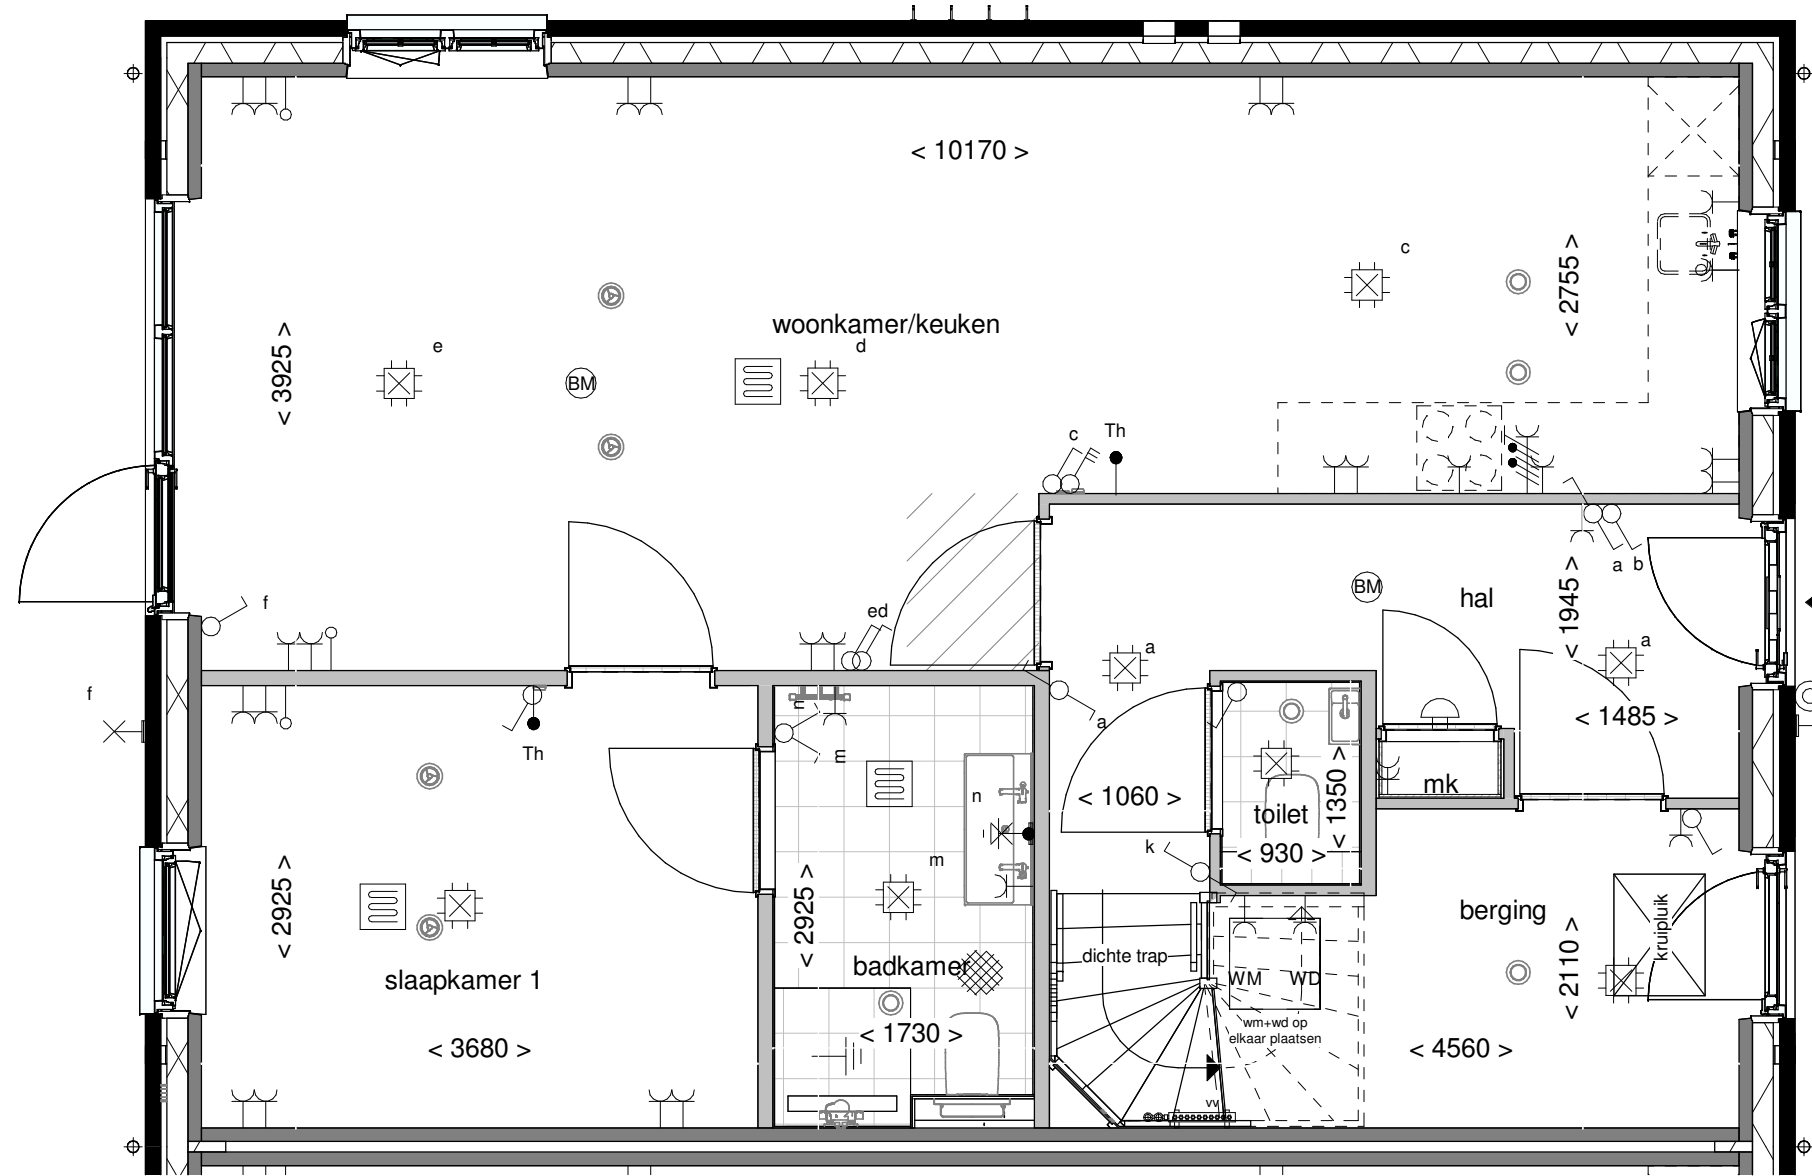 < 10170 >
c
< 2755 >
woonkamer/keuken
e
d
< 3925 >
BM
c
Th
a
b
f
ed
BM
hal
< 1945 >
a
a
f
a
n
< 1485 >
Th
m
mk
n
< 1060 >
toilet
< 1350 >
< 930 >
k
m
< 2925 >
< 2925 >
berging
kruipluik
< 2110 >
dichte trap
badkamer
slaapkamer 1
WM
WD
wm+wd op
elkaar plaatsen
< 1730 >
< 3680 >
< 4560 >
vv